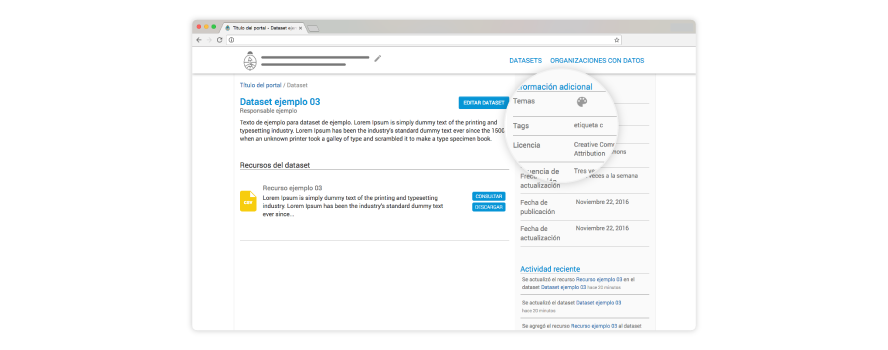 Título del portal - Dataset ejem
DATASETS ORGANIZACIONES CON DATOS
Título del portal / Dataset
Dataset ejemplo 03
EDITAR DATASET
Responsable ejemplo
Texto de ejemplo para dataset de ejemplo. Lorem Ipsum is simply dummy text of the printing and
typesetting industry. Lorem Ipsum has been the industry's standard dummy text ever since the 1500
when an unknown printer took a galley of type and scrambled it to make a type specimen book.
Recursos del dataset
Recurso ejemplo 03
Lorem Ipsum is simply dummy text of the printing and typesetting
industry. Lorem Ipsum has been the industry's standard dummy text
ever since...
CONSULTAR
DESCARGAR
ormación adicional
Temas
Tags etiqueta c
Licencia Creative Com
Attribution
Tres ve
veces a la semana
actualización
Fecha de Noviembre 22, 2016
publicación
Fecha de Noviembre 22, 2016
actualización
Actividad reciente
Se actualizó el recurso Recurso ejemplo 03 en el
dataset Dataset ejemplo 03 hace 20 minutos
Se actualizó el dataset Dataset ejemplo 03
hace 20 minutos
Se agregó el recurso Recurso ejemplo 03 al dataset